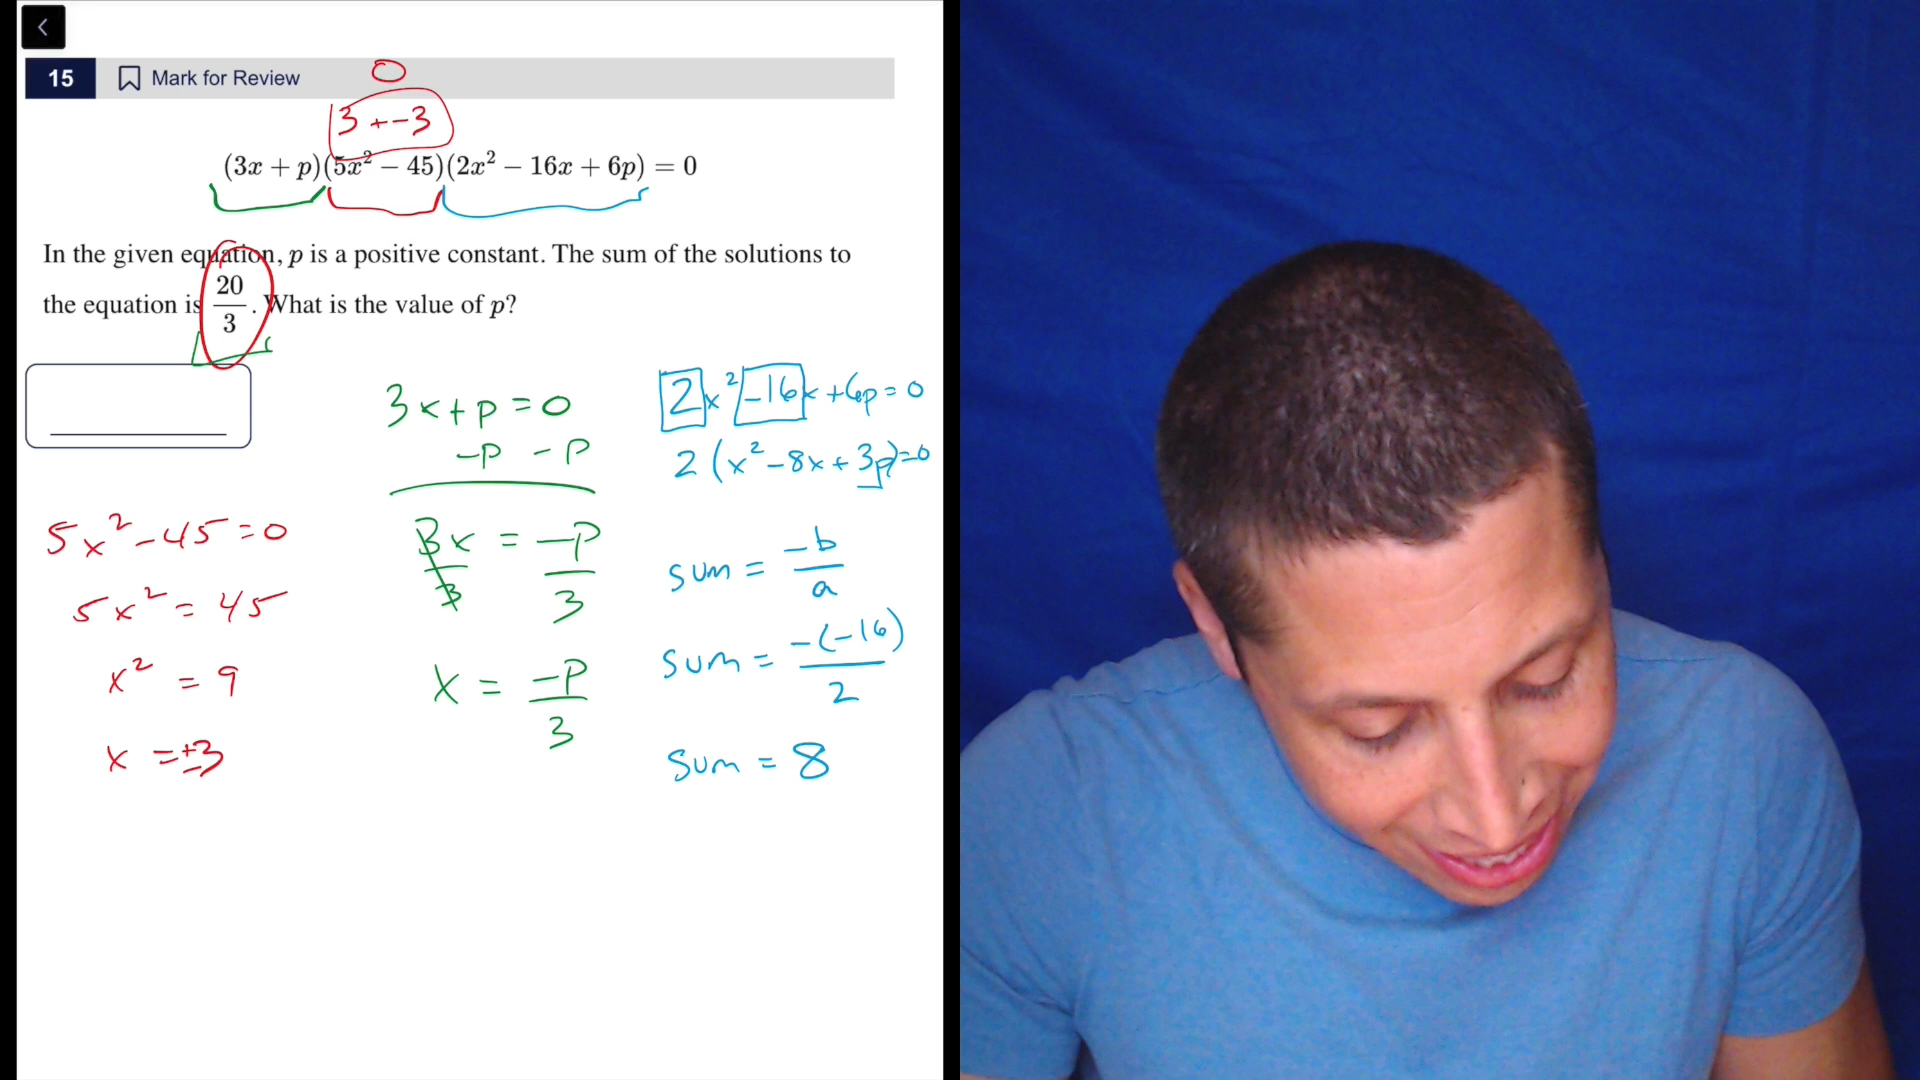 15 Mark for Review
0
3 + -3
(3x + p)(5x² − 45)(2x² − 16x + 6p) = 0
In the given equation, p is a positive constant. The sum of the solutions to
the equation is 20/3. What is the value of p?
5x² - 45 = 0
5x² = 45
x² = 9
x = ±3
3x + p = 0
-p -p
3x/3 = -p/3
x = -p/3
2x² -16x + 6p = 0
2(x² - 8x + 3p) = 0
sum = -b/a
sum = -(-16)/2
sum = 8